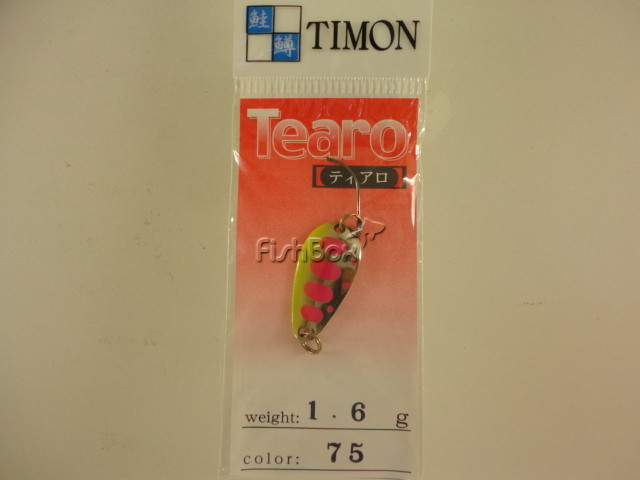 鮭 鱒
TIMON
Tearo
【ティアロ】
FishBox
weight: 1.6 g
color: 75